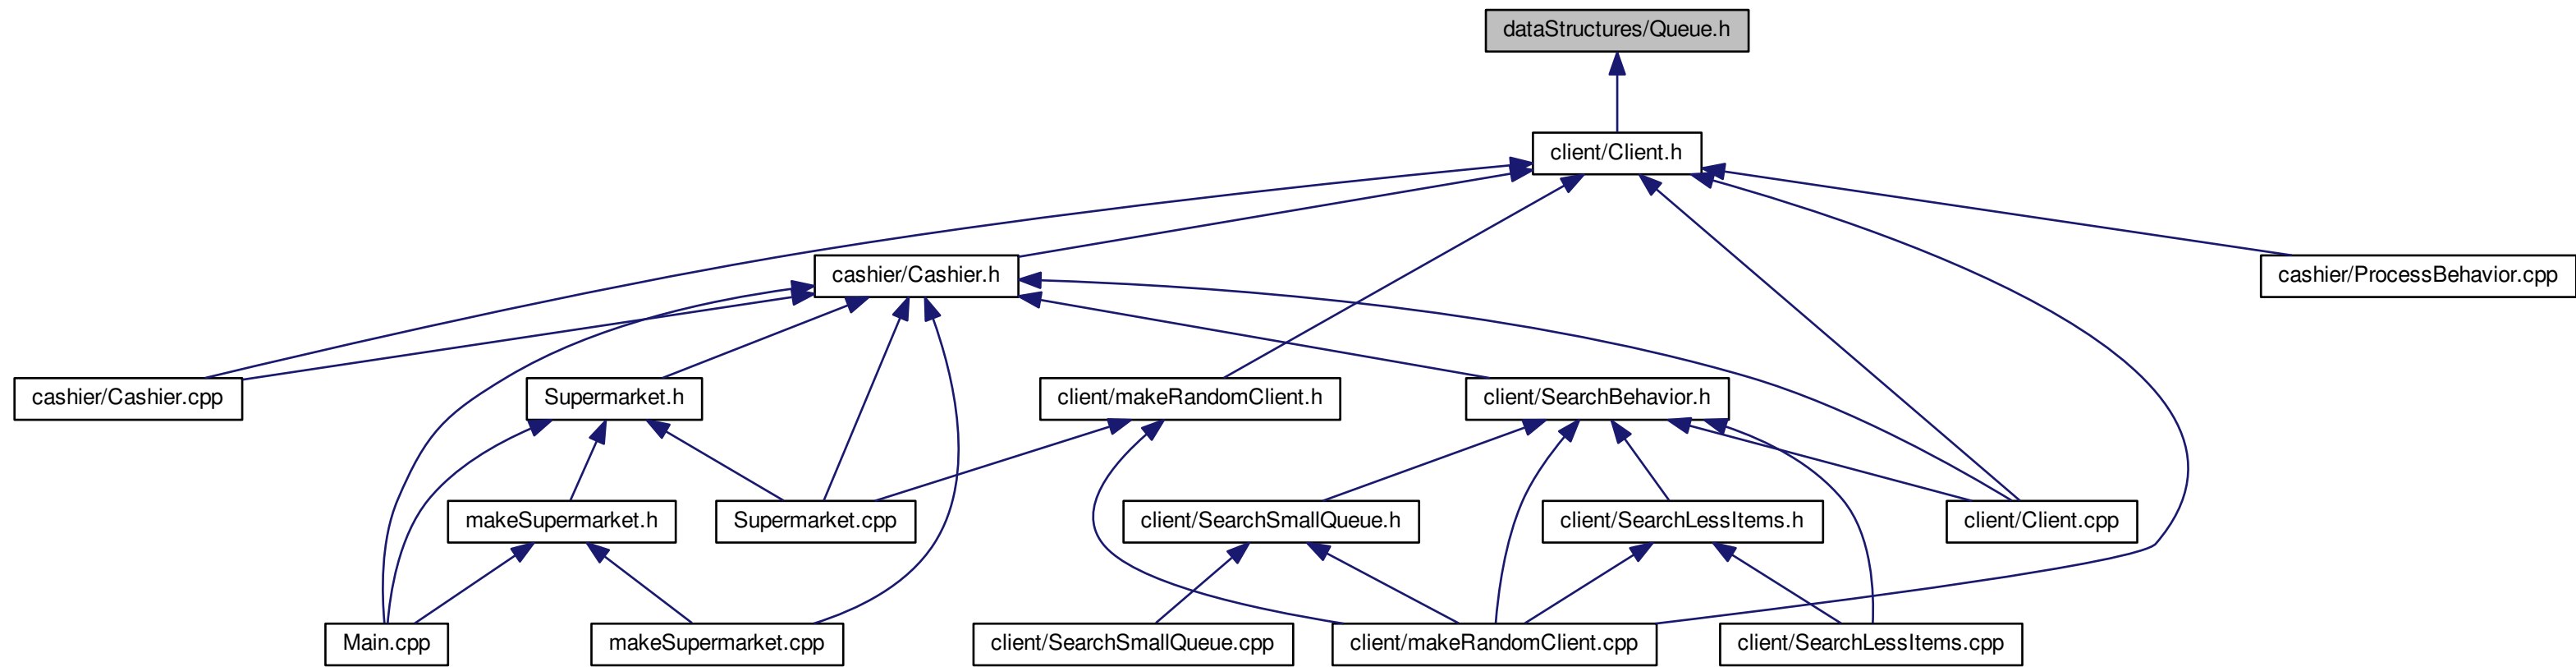 dataStructures/Queue.h
client/Client.h
cashier/Cashier.h
cashier/ProcessBehavior.cpp
cashier/Cashier.cpp
Supermarket.h
client/makeRandomClient.h
client/SearchBehavior.h
makeSupermarket.h
Supermarket.cpp
client/SearchSmallQueue.h
client/SearchLessItems.h
client/Client.cpp
Main.cpp
makeSupermarket.cpp
client/SearchSmallQueue.cpp
client/makeRandomClient.cpp
client/SearchLessItems.cpp